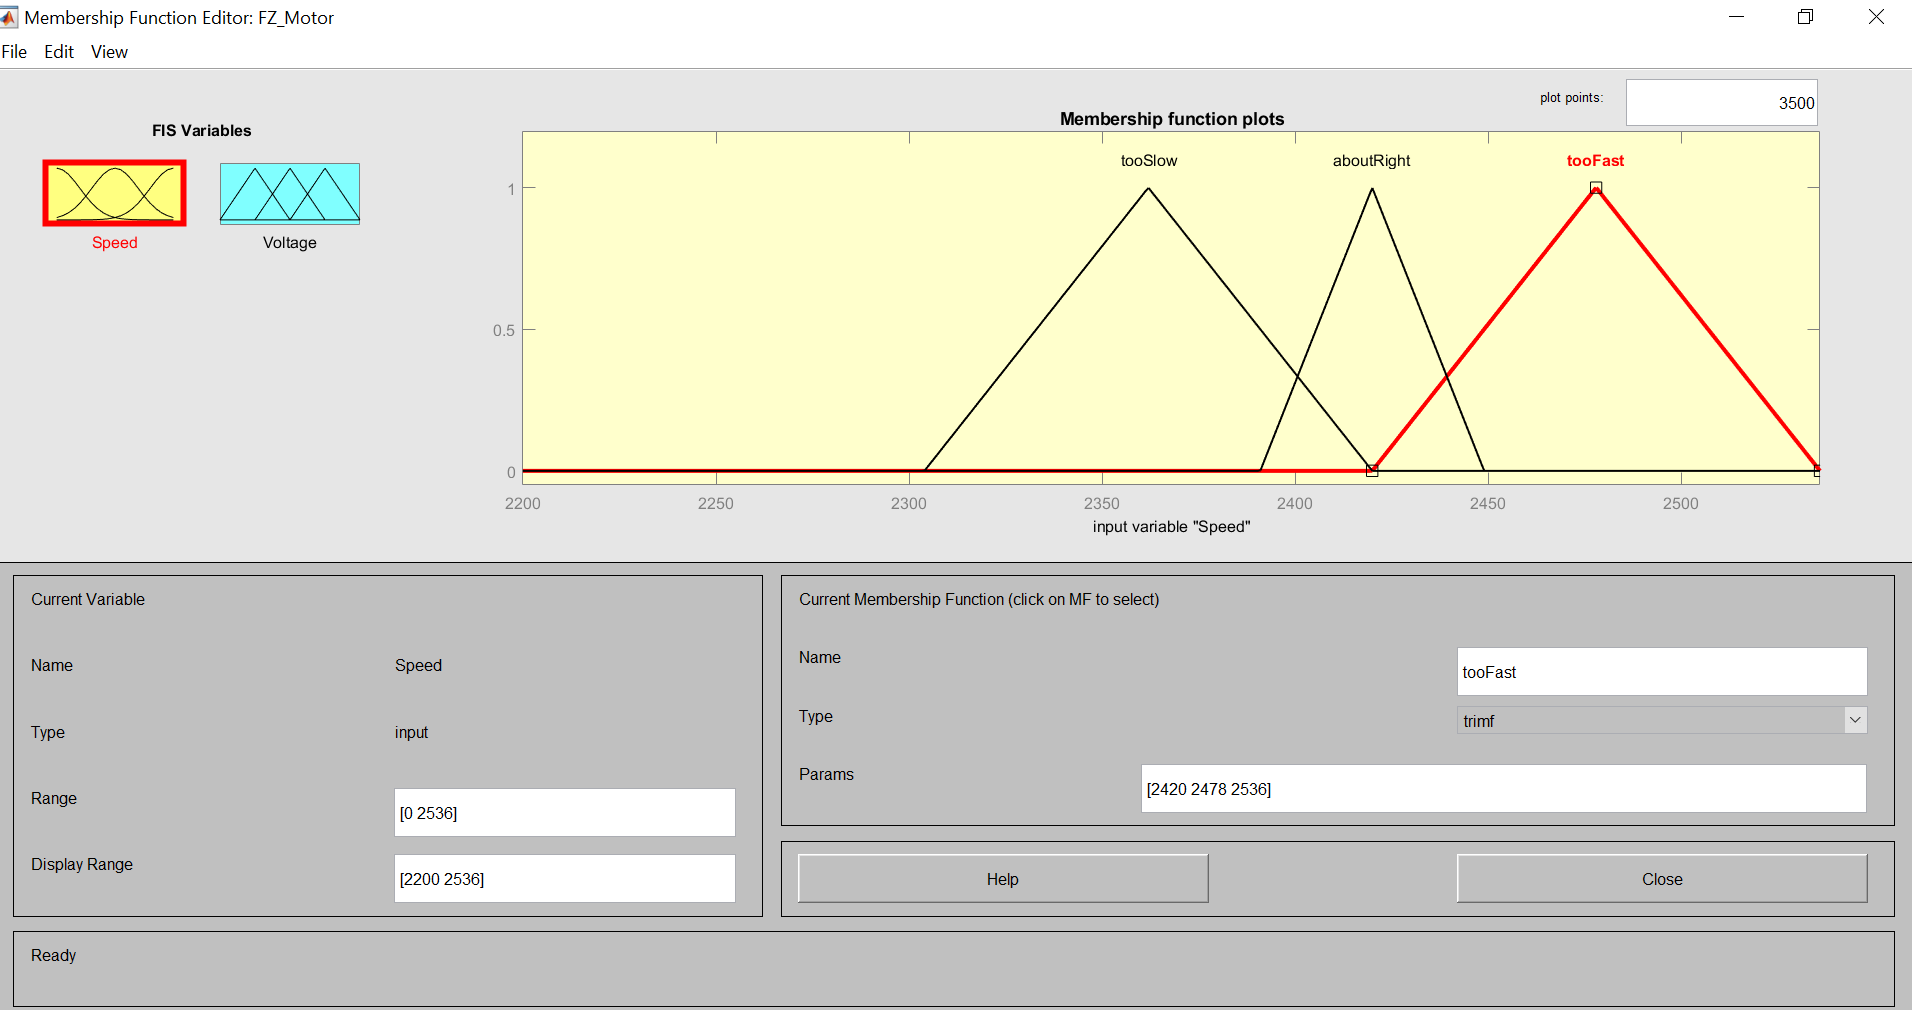 Membership Function Editor: FZ_Motor
File Edit View
plot points:
3500
FIS Variables
Membership function plots
Speed
Voltage
tooSlow
aboutRight
tooFast
1
0.5
0
2200
2250
2300
2350
2400
2450
2500
input variable "Speed"
Current Variable
Name
Speed
Type
input
Range
[0 2536]
Display Range
[2200 2536]
Current Membership Function (click on MF to select)
Name
tooFast
Type
trimf
Params
[2420 2478 2536]
Help
Close
Ready